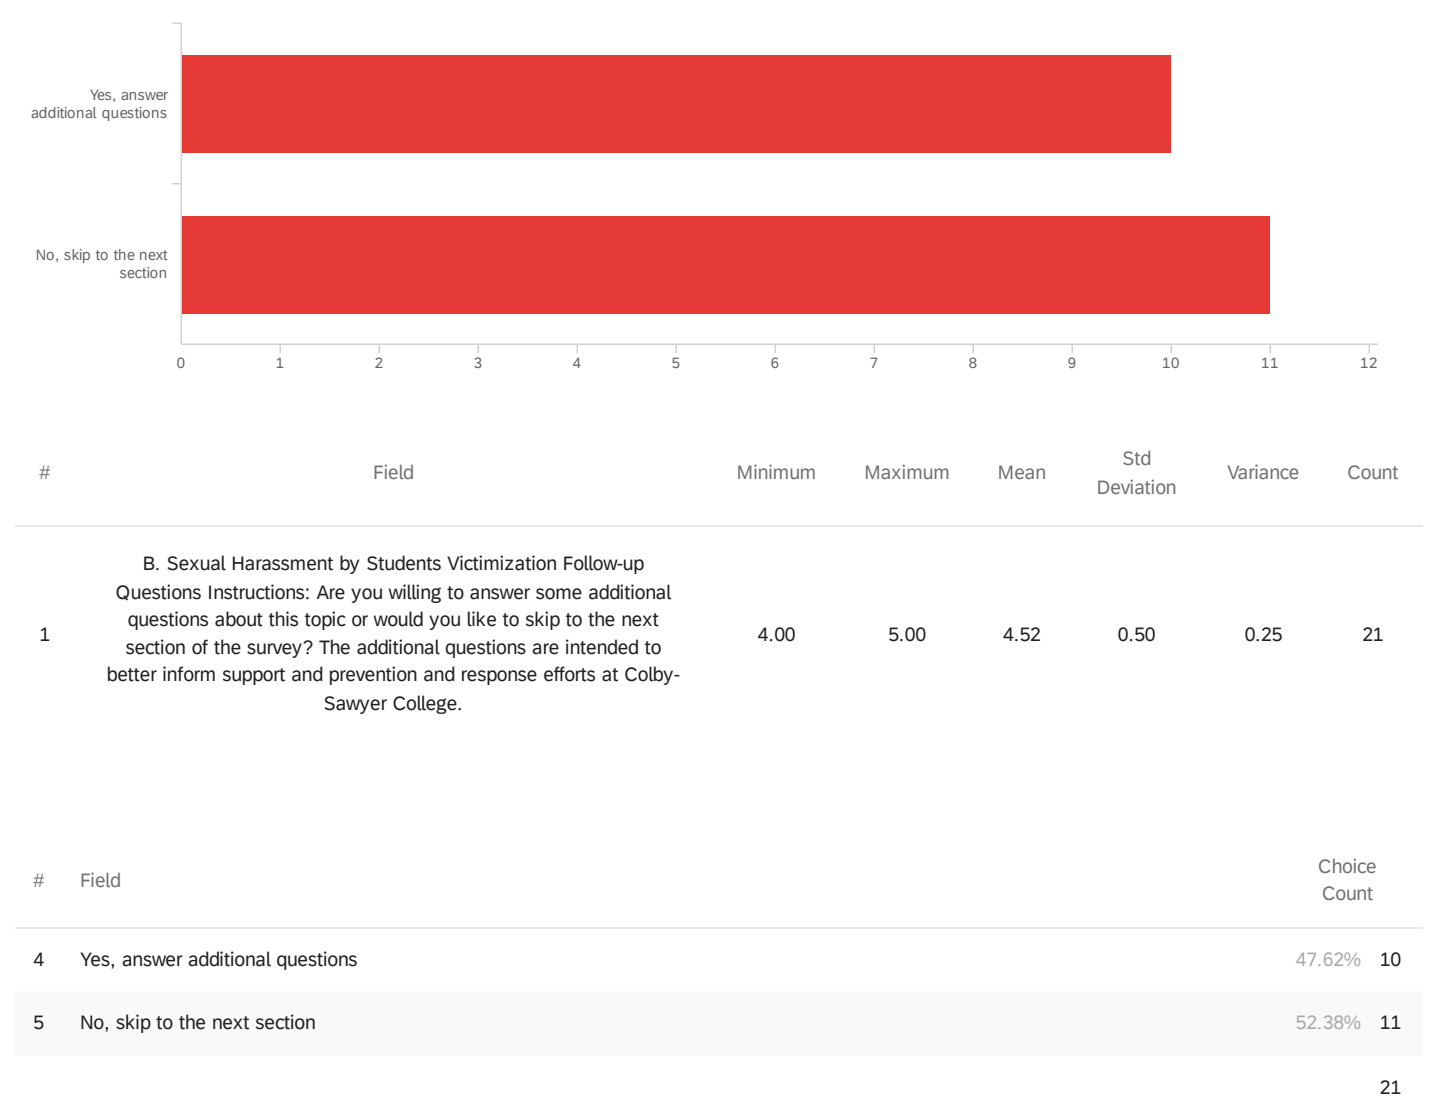 Yes, answer
additional questions
No, skip to the next
section
0 1 2 3 4 5 6 7 8 9 10 11 12
# Field Minimum Maximum Mean Std Deviation Variance Count
B. Sexual Harassment by Students Victimization Follow-up
Questions Instructions: Are you willing to answer some additional
questions about this topic or would you like to skip to the next
1 section of the survey? The additional questions are intended to 4.00 5.00 4.52 0.50 0.25 21
better inform support and prevention and response efforts at Colby-
Sawyer College.
# Field Choice Count
4 Yes, answer additional questions 47.62% 10
5 No, skip to the next section 52.38% 11
21